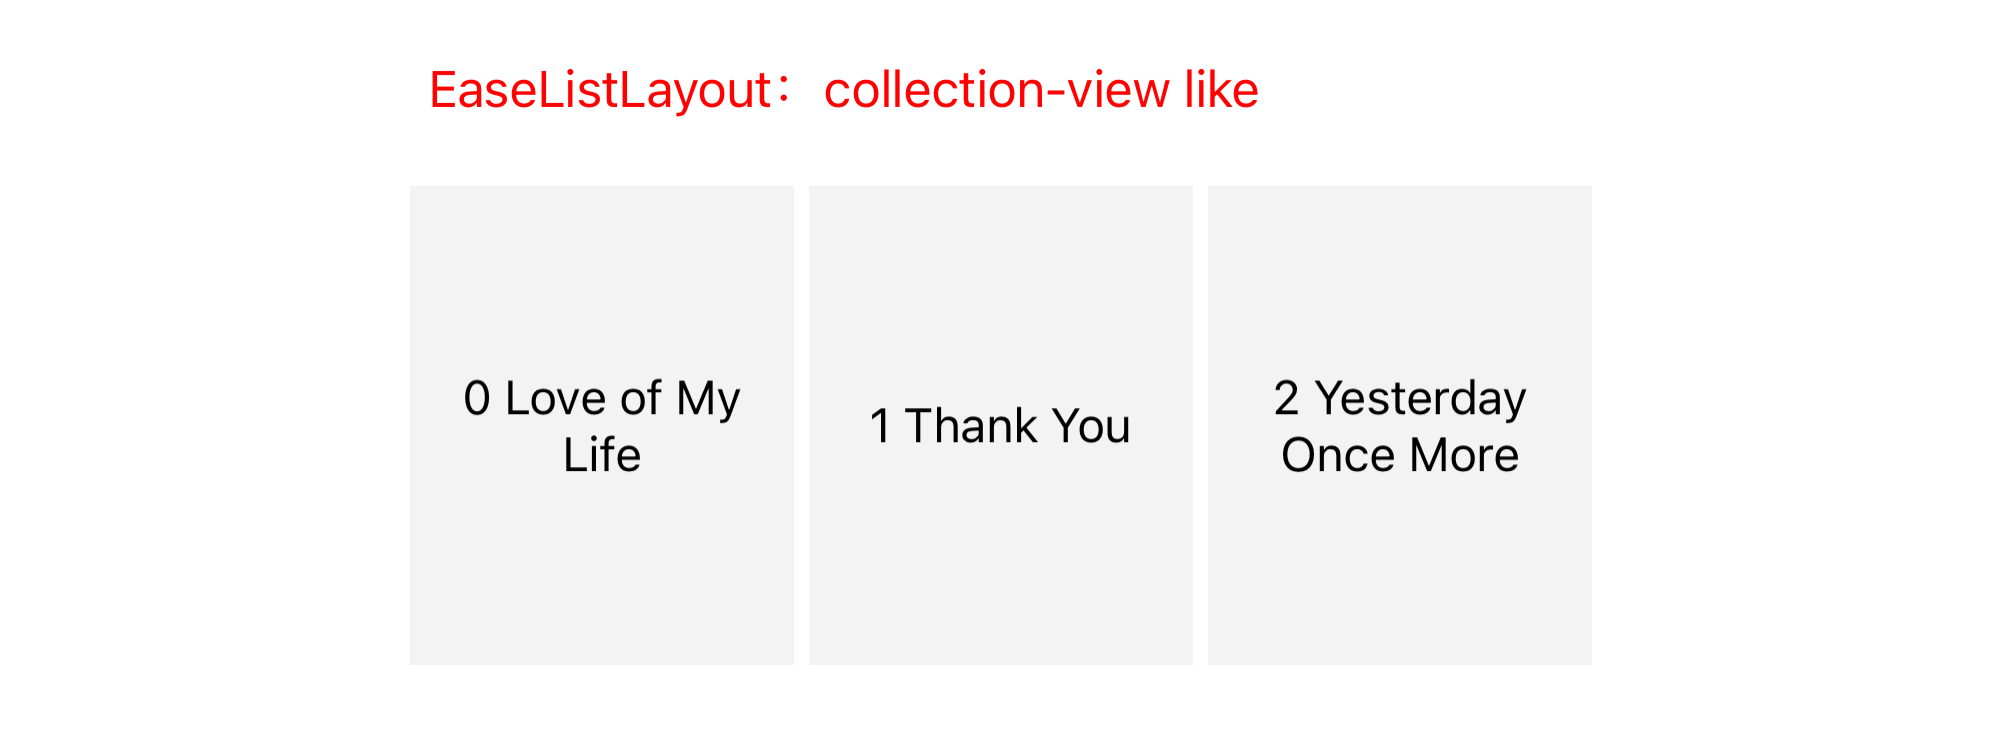 EaseListLayout： collection-view like
0 Love of My
Life
1 Thank You
2 Yesterday
Once More